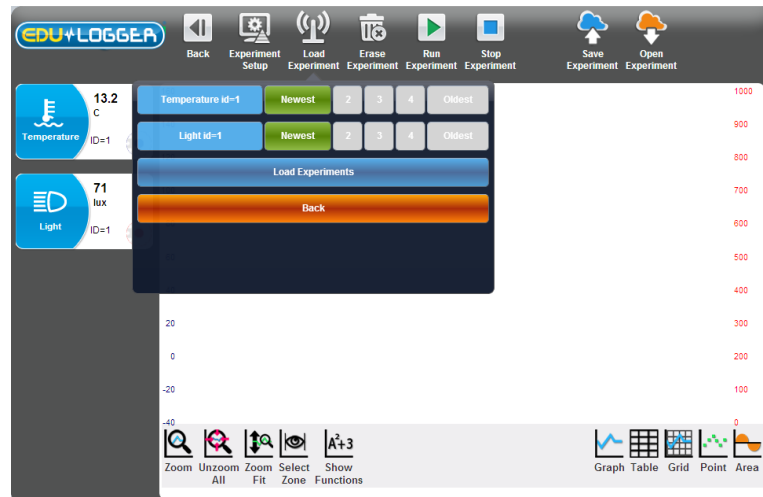 EDU LOGGER
Back
Experiment Setup
Load Experiment
Erase Experiment
Run Experiment
Stop Experiment
Save Experiment
Open Experiment
Temperature
13.2
C
ID=1
Light
71
lux
ID=1
Temperature id=1 Newest 2 3 4 Oldest
Light id=1 Newest 2 3 4 Oldest
Load Experiments
Back
20
0
-20
-40
1000
900
800
700
600
500
400
300
200
100
0
Zoom
Unzoom All
Zoom Fit
Select Zone
A²+3
Show Functions
Graph
Table
Grid
Point
Area